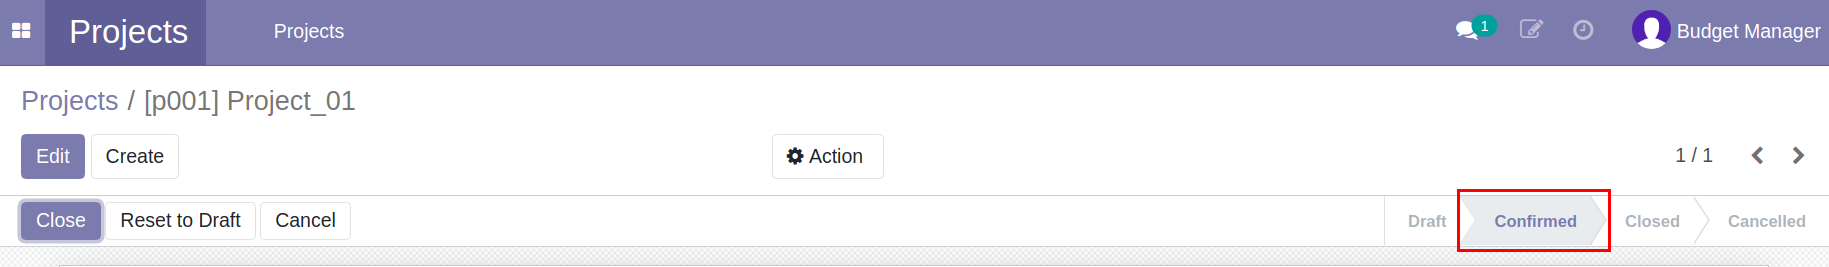 Projects Projects 1 Budget Manager
Projects / [p001] Project_01
Edit Create Action 1 / 1
Close Reset to Draft Cancel Draft Confirmed Closed Cancelled